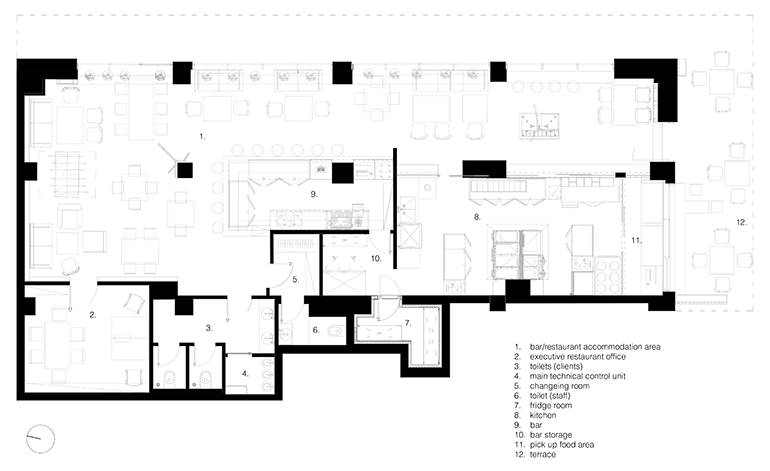 1.
9.
8.
12.
11.
10.
5.
2.
3.
6.
7.
4.
1. bar/restaurant accommodation area
2. executive restaurant office
3. toilets (clients)
4. main technical control unit
5. changeing room
6. toilet (staff)
7. fridge room
8. kitchen
9. bar
10. bar storage
11. pick up food area
12. terrace